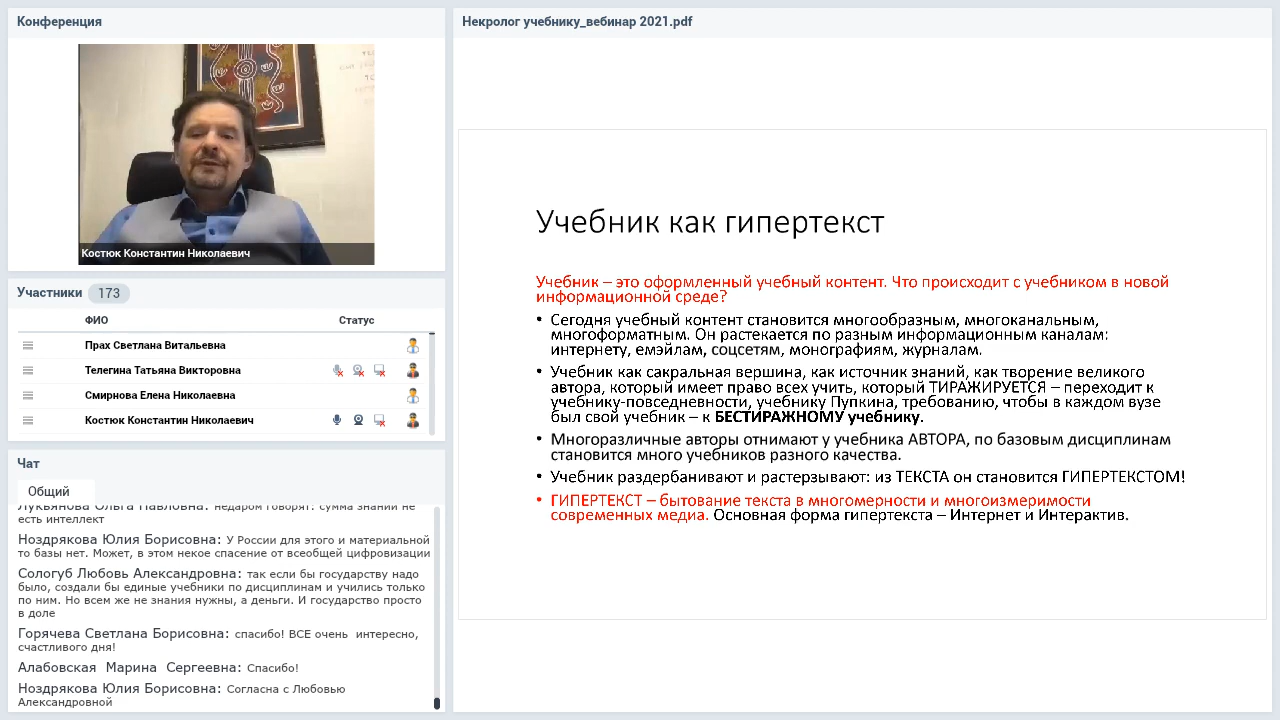 Конференция
Костюк Константин Николаевич
Участники 173
ФИО Статус
Прах Светлана Витальевна
Телегина Татьяна Викторовна
Смирнова Елена Николаевна
Костюк Константин Николаевич
Чат
Общий
Лукьянова Ольга Павловна: недаром говорят: сумма знаний не
есть интеллект
Ноздрякова Юлия Борисовна: У России для этого и материальной
то базы нет. Может, в этом некое спасение от всеобщей цифровизации
Сологуб Любовь Александровна: так если бы государству надо
было, создали бы единые учебники по дисциплинам и учились только
по ним. Но всем же не знания нужны, а деньги. И государство просто
в доле
Горячева Светлана Борисовна: спасибо! ВСЕ очень интересно,
счастливого дня!
Алабовская Марина Сергеевна: Спасибо!
Ноздрякова Юлия Борисовна: Согласна с Любовью
Александровной
Некролог учебнику_вебинар 2021.pdf
Учебник как гипертекст
Учебник – это оформленный учебный контент. Что происходит с учебником в новой
информационной среде?
• Сегодня учебный контент становится многообразным, многоканальным,
многоформатным. Он растекается по разным информационным каналам:
интернету, емэйлам, соцсетям, монографиям, журналам.
• Учебник как сакральная вершина, как источник знаний, как творение великого
автора, который имеет право всех учить, который ТИРАЖИРУЕТСЯ – переходит к
учебнику-повседневности, учебнику Пупкина, требованию, чтобы в каждом вузе
был свой учебник – к БЕСТИРАЖНОМУ учебнику.
• Многоразличные авторы отнимают у учебника АВТОРА, по базовым дисциплинам
становится много учебников разного качества.
• Учебник раздербанивают и растерзывают: из ТЕКСТА он становится ГИПЕРТЕКСТОМ!
• ГИПЕРТЕКСТ – бытование текста в многомерности и многоизмеримости
современных медиа. Основная форма гипертекста – Интернет и Интерактив.